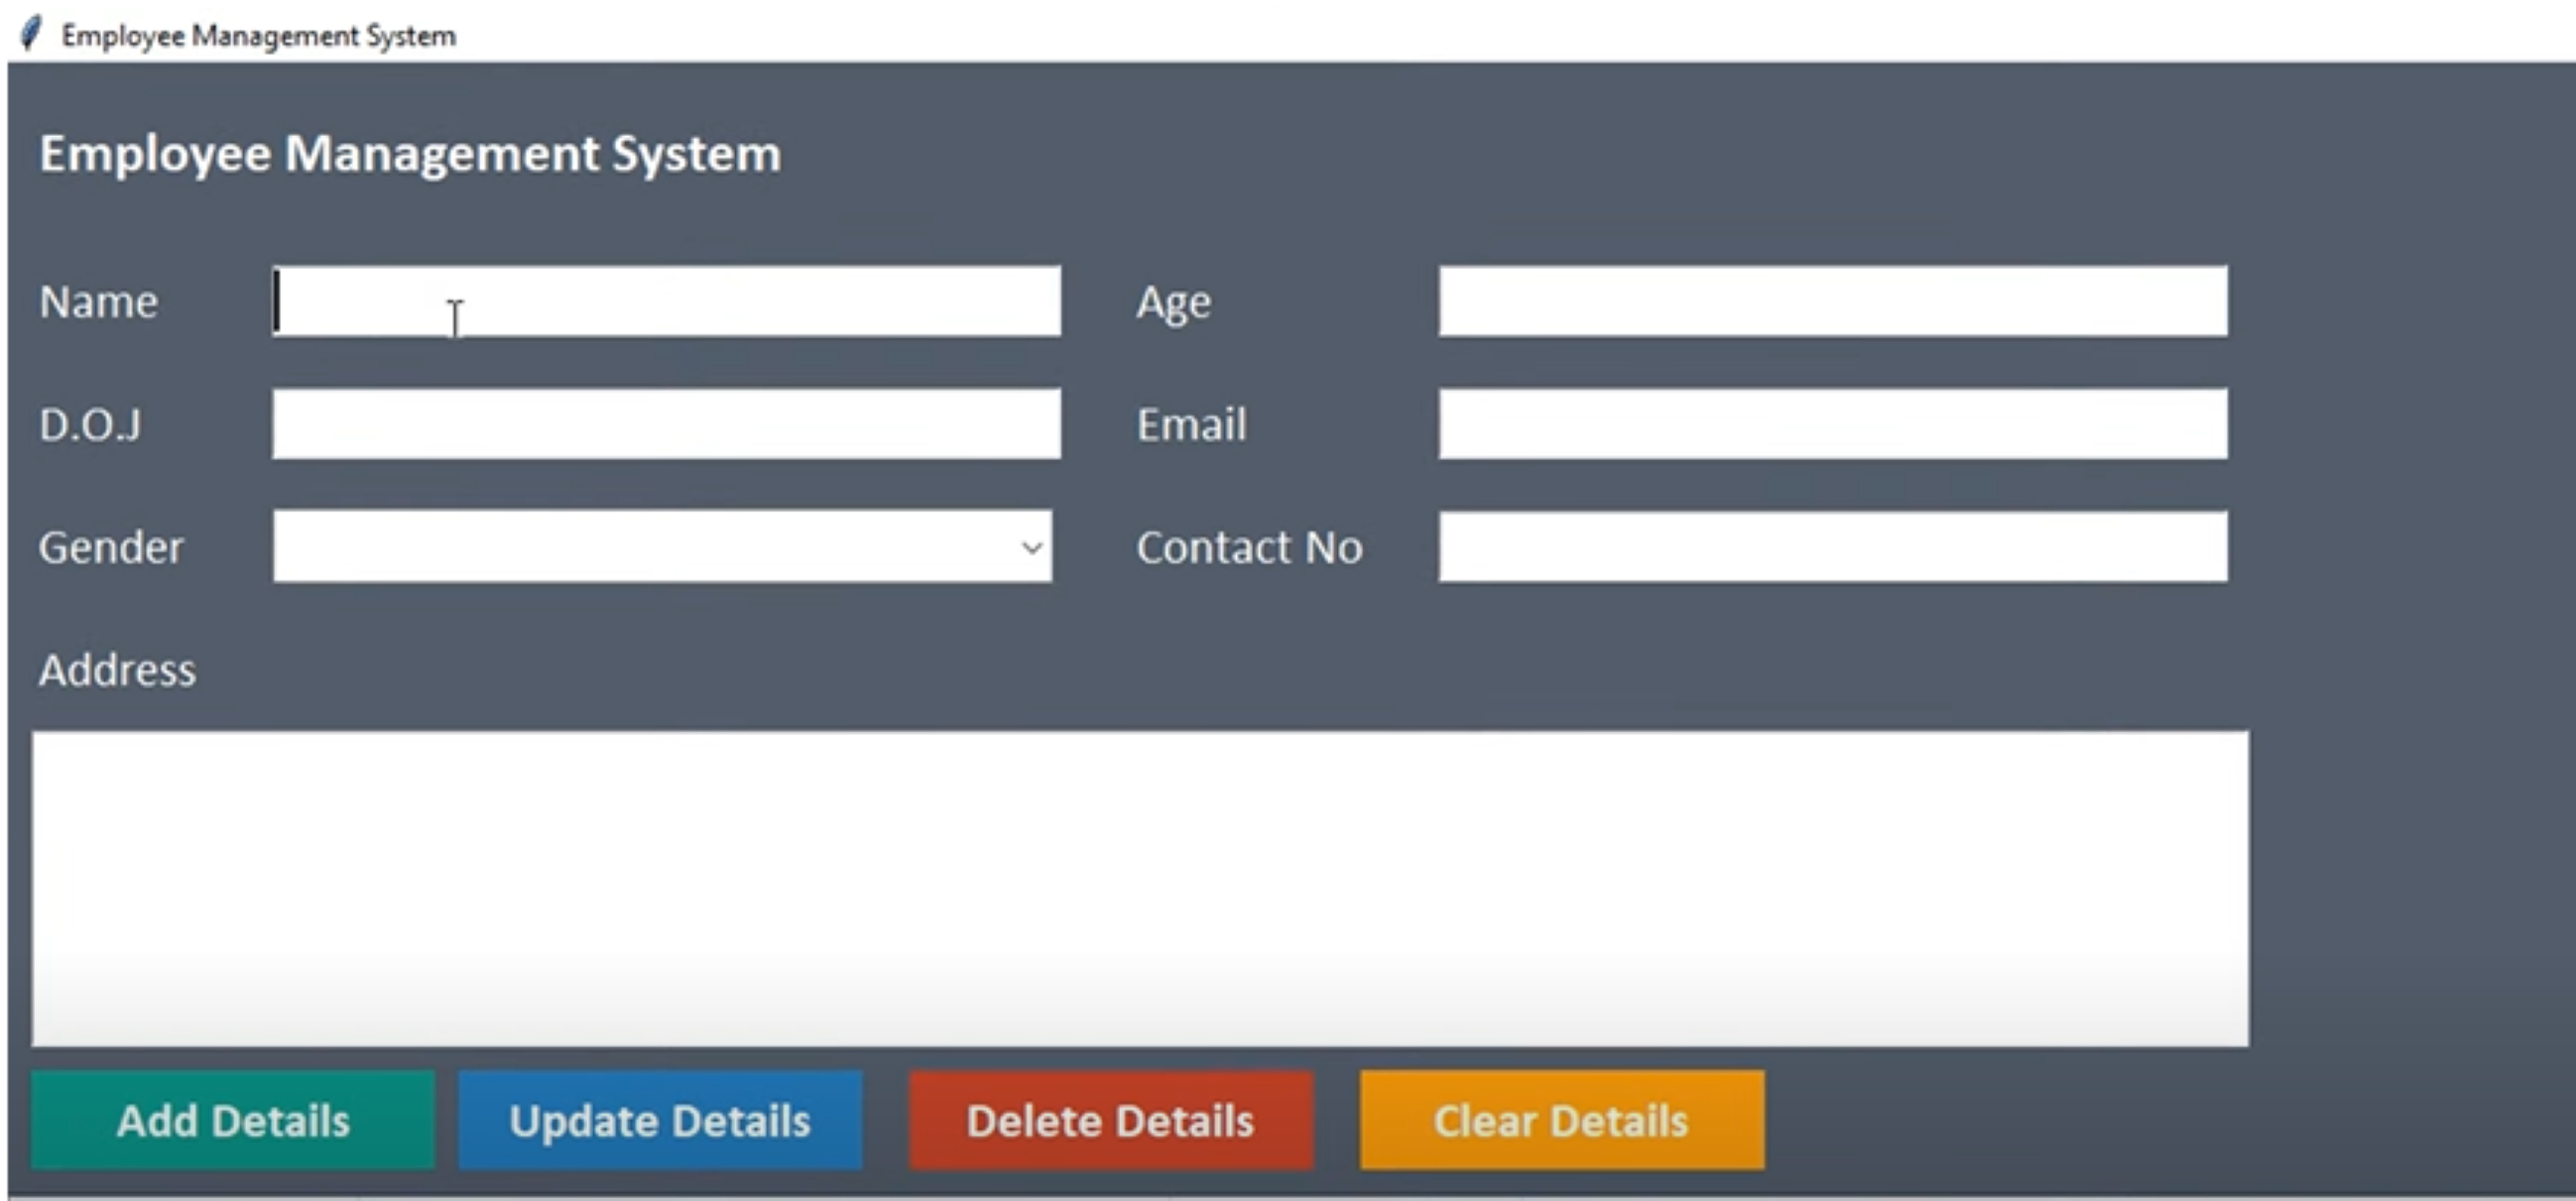 Employee Management System
Employee Management System
Name
Age
D.O.J
Email
Gender
Contact No
Address
Add Details
Update Details
Delete Details
Clear Details